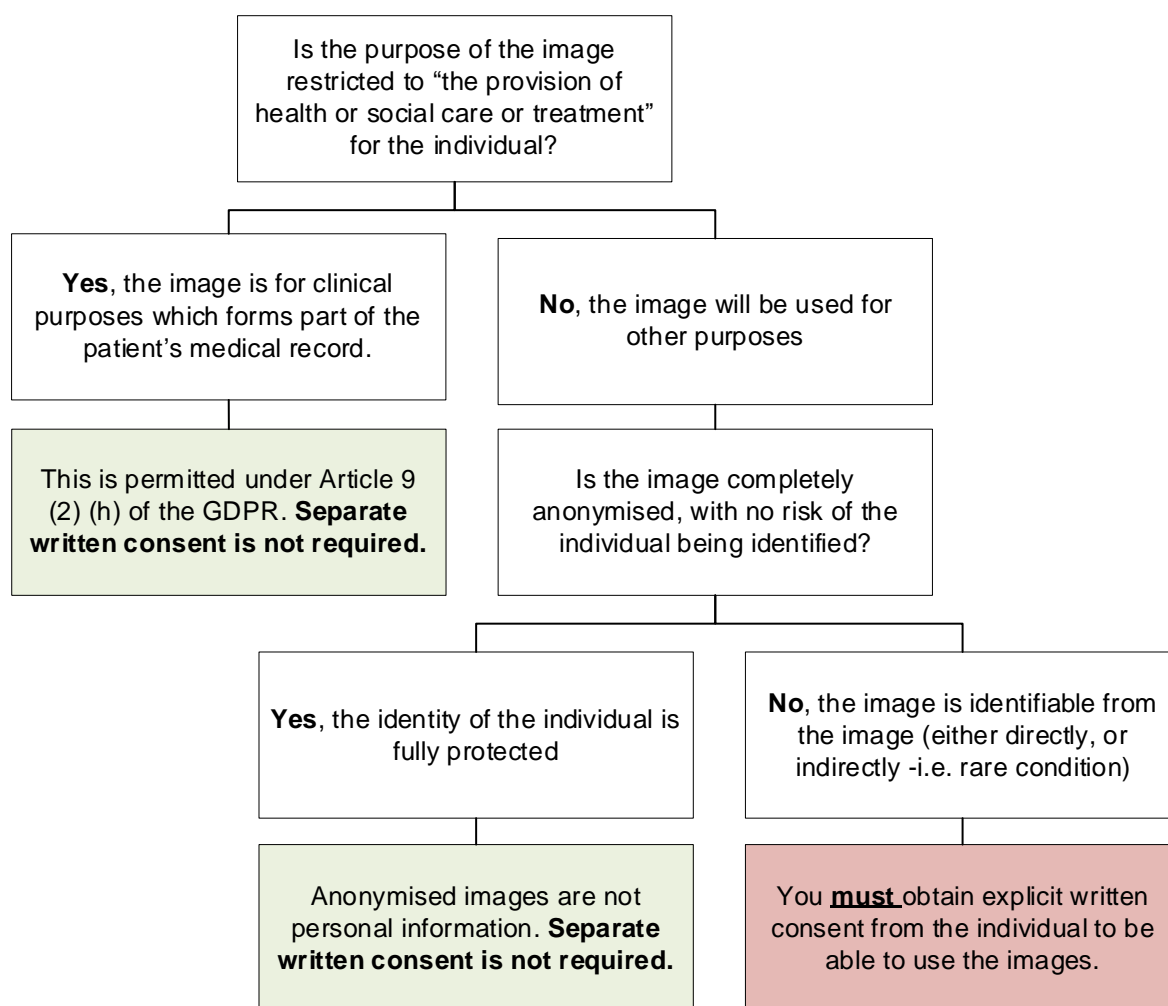 Is the purpose of the image
restricted to “the provision of
health or social care or treatment”
for the individual?
Yes, the image is for clinical
purposes which forms part of the
patient’s medical record.
No, the image will be used for
other purposes
This is permitted under Article 9
(2) (h) of the GDPR. Separate
written consent is not required.
Is the image completely
anonymised, with no risk of the
individual being identified?
Yes, the identity of the individual is
fully protected
No, the image is identifiable from
the image (either directly, or
indirectly -i.e. rare condition)
Anonymised images are not
personal information. Separate
written consent is not required.
You must obtain explicit written
consent from the individual to be
able to use the images.